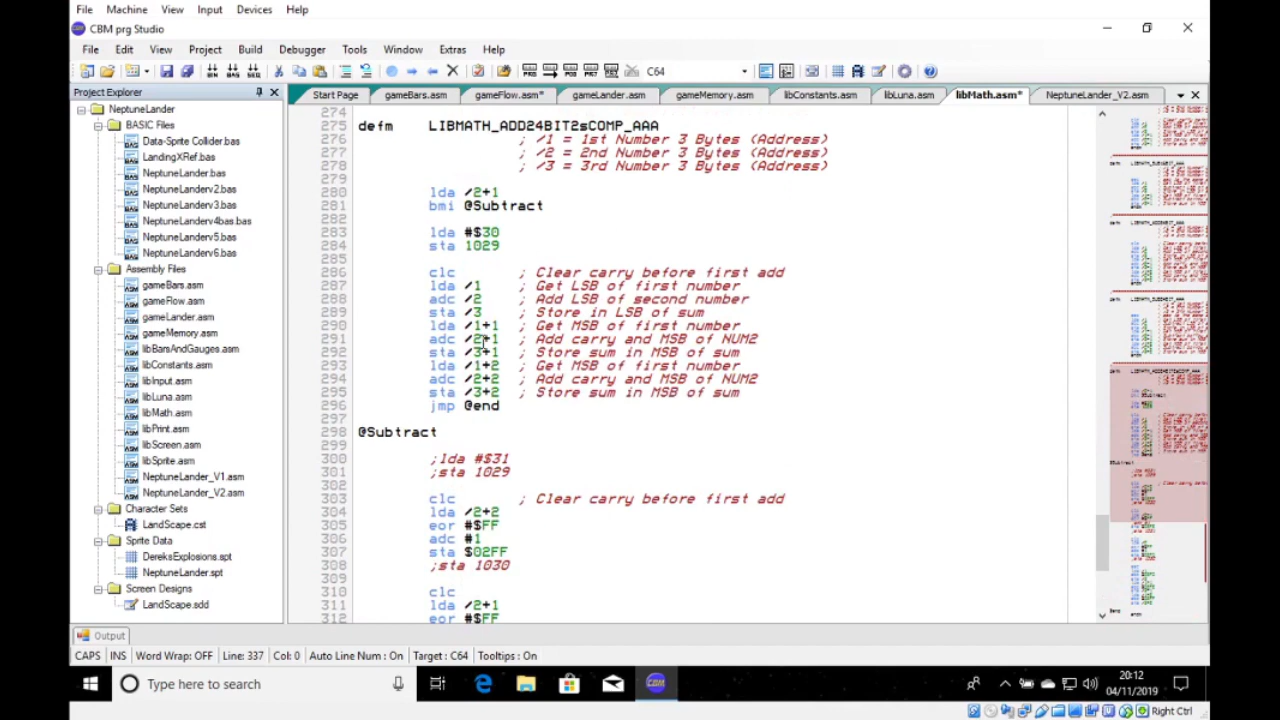 File Machine View Input Devices Help
CBM prg Studio
File Edit View Project Build Debugger Tools Window Extras Help
C64
Project Explorer
Start Page gameBars.asm gameFlow.asm* gameLander.asm gameMemory.asm libConstants.asm libLuna.asm libMath.asm* NeptuneLander_V2.asm
NeptuneLander
BASIC Files
Data-Sprite Collider.bas
LandingXRef.bas
NeptuneLander.bas
NeptuneLanderv2.bas
NeptuneLanderv3.bas
NeptuneLanderv4bas.bas
NeptuneLanderv5.bas
NeptuneLanderv6.bas
Assembly Files
gameBars.asm
gameFlow.asm
gameLander.asm
gameMemory.asm
libBarsAndGauges.asm
libConstants.asm
libInput.asm
libLuna.asm
libMath.asm
libPrint.asm
libScreen.asm
libSprite.asm
NeptuneLander_V1.asm
NeptuneLander_V2.asm
Character Sets
LandScape.cst
Sprite Data
DereksExplosions.spt
NeptuneLander.spt
Screen Designs
LandScape.sdd
274
275 defm LIBMATH_ADD24BIT2sCOMP_AAA
276 ; /1 = 1st Number 3 Bytes (Address)
277 ; /2 = 2nd Number 3 Bytes (Address)
278 ; /3 = 3rd Number 3 Bytes (Address)
279
280 lda /2+1
281 bmi @Subtract
282
283 lda #$30
284 sta 1029
285
286 clc ; Clear carry before first add
287 lda /1 ; Get LSB of first number
288 adc /2 ; Add LSB of second number
289 sta /3 ; Store in LSB of sum
290 lda /1+1 ; Get MSB of first number
291 adc /2+1 ; Add carry and MSB of NUM2
292 sta /3+1 ; Store sum in MSB of sum
293 lda /1+2 ; Get MSB of first number
294 adc /2+2 ; Add carry and MSB of NUM2
295 sta /3+2 ; Store sum in MSB of sum
296 jmp @end
297
298 @Subtract
299
300 ;lda #$31
301 ;sta 1029
302
303 clc ; Clear carry before first add
304 lda /2+2
305 eor #$FF
306 adc #1
307 sta $02FF
308 ;sta 1030
309
310 clc
311 lda /2+1
312 eor #$FF
Output
CAPS INS Word Wrap: OFF Line: 337 Col: 0 Auto Line Num : On Target : C64 Tooltips : On
Type here to search
20:12
04/11/2019
Right Ctrl